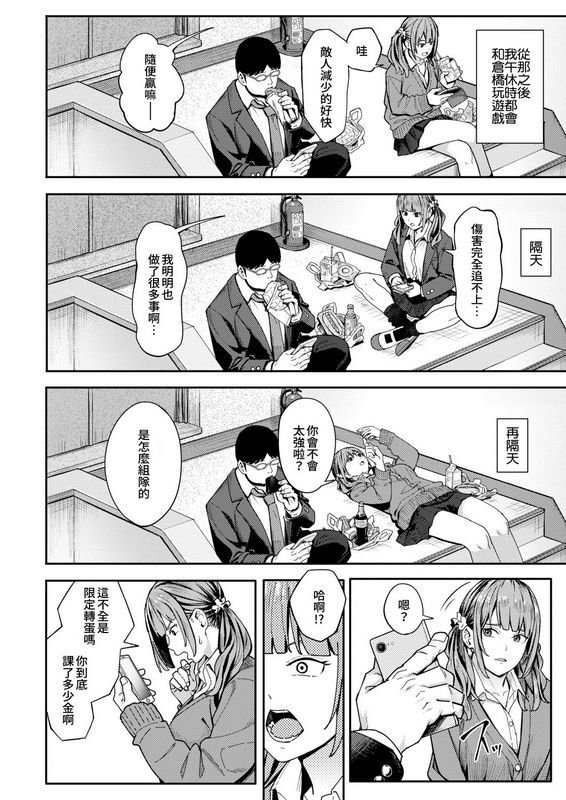 從那之後
我午休時都會
和倉橋玩遊戲
哇
敵人減少的好快
隨便贏嘛—
隔天
傷害完全追不上…
我明明也
做了很多事啊…
再隔天
你會不會
太強啦？
是怎麼組隊的
嗯？
スッ
哈啊!?
這不全是
限定轉蛋嗎
你到底
課了多少金啊